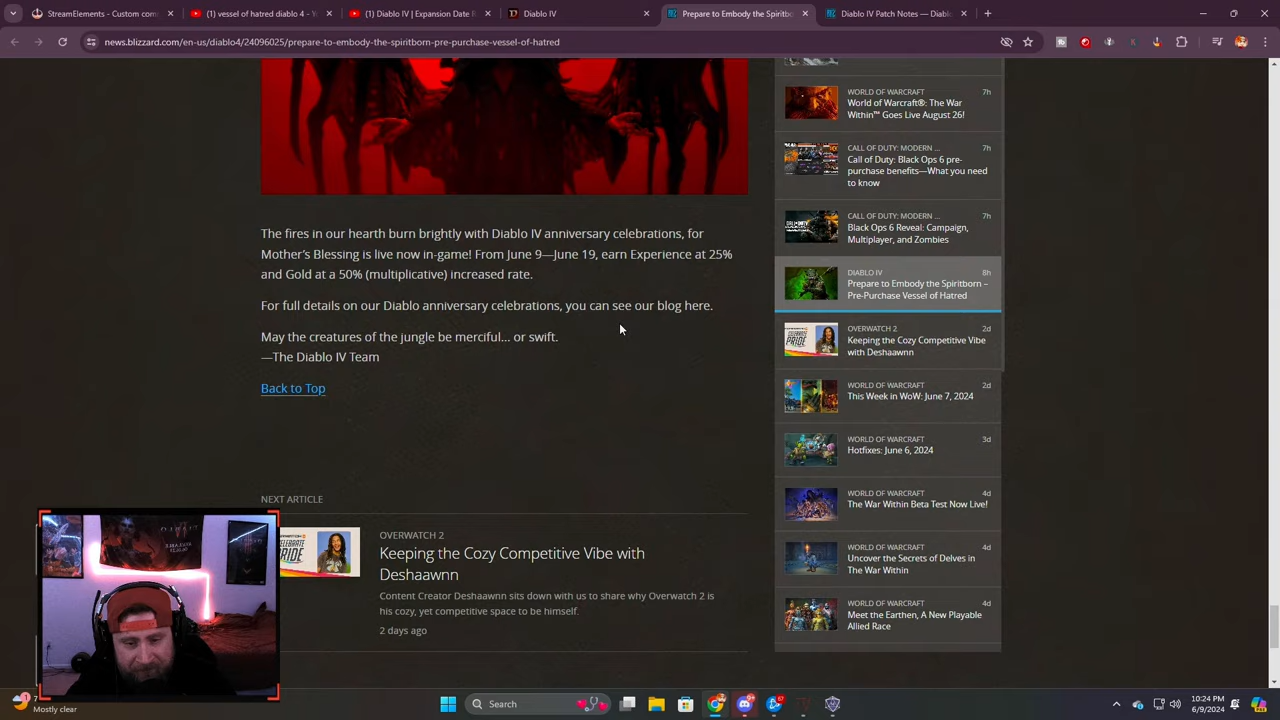 StreamElements - Custom com
(1) vessel of hatred diablo 4 - Y
(1) Diablo IV | Expansion Date R
Diablo IV
Prepare to Embody the Spiritbo
Diablo IV Patch Notes — Diablo
news.blizzard.com/en-us/diablo4/24096025/prepare-to-embody-the-spiritborn-pre-purchase-vessel-of-hatred
The fires in our hearth burn brightly with Diablo IV anniversary celebrations, for
Mother's Blessing is live now in-game! From June 9—June 19, earn Experience at 25%
and Gold at a 50% (multiplicative) increased rate.
For full details on our Diablo anniversary celebrations, you can see our blog here.
May the creatures of the jungle be merciful... or swift.
—The Diablo IV Team
Back to Top
NEXT ARTICLE
OVERWATCH 2
Keeping the Cozy Competitive Vibe with
Deshaawnn
Content Creator Deshaawnn sits down with us to share why Overwatch 2 is
his cozy, yet competitive space to be himself.
2 days ago
CELEBRATE
PRIDE
WORLD OF WARCRAFT 7h
World of Warcraft®: The War
Within™ Goes Live August 26!
CALL OF DUTY: MODERN ... 7h
Call of Duty: Black Ops 6 pre-
purchase benefits—What you need
to know
CALL OF DUTY: MODERN ... 7h
Black Ops 6 Reveal: Campaign,
Multiplayer, and Zombies
DIABLO IV 8h
Prepare to Embody the Spiritborn –
Pre-Purchase Vessel of Hatred
OVERWATCH 2 2d
Keeping the Cozy Competitive Vibe
with Deshaawnn
WORLD OF WARCRAFT 2d
This Week in WoW: June 7, 2024
WORLD OF WARCRAFT 3d
Hotfixes: June 6, 2024
WORLD OF WARCRAFT 4d
The War Within Beta Test Now Live!
WORLD OF WARCRAFT 4d
Uncover the Secrets of Delves in
The War Within
WORLD OF WARCRAFT 4d
Meet the Earthen, A New Playable
Allied Race
Mostly clear
Search
10:24 PM
6/9/2024